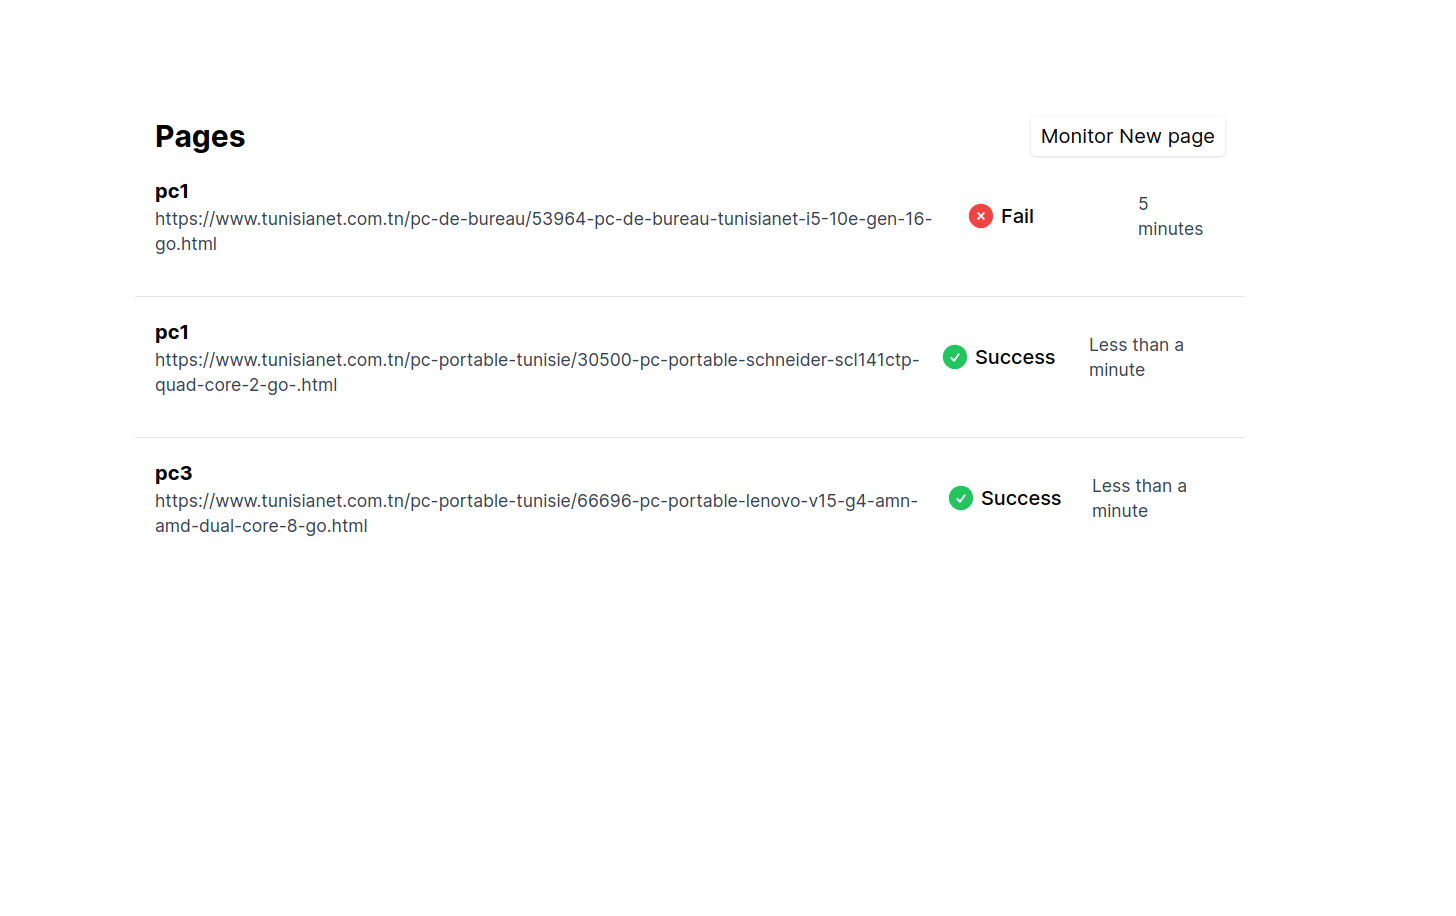 Pages
Monitor New page
pc1
https://www.tunisianet.com.tn/pc-de-bureau/53964-pc-de-bureau-tunisianet-i5-10e-gen-16-
go.html
Fail
5
minutes
pc1
https://www.tunisianet.com.tn/pc-portable-tunisie/30500-pc-portable-schneider-scl141ctp-
quad-core-2-go-.html
Success
Less than a
minute
pc3
https://www.tunisianet.com.tn/pc-portable-tunisie/66696-pc-portable-lenovo-v15-g4-amn-
amd-dual-core-8-go.html
Success
Less than a
minute